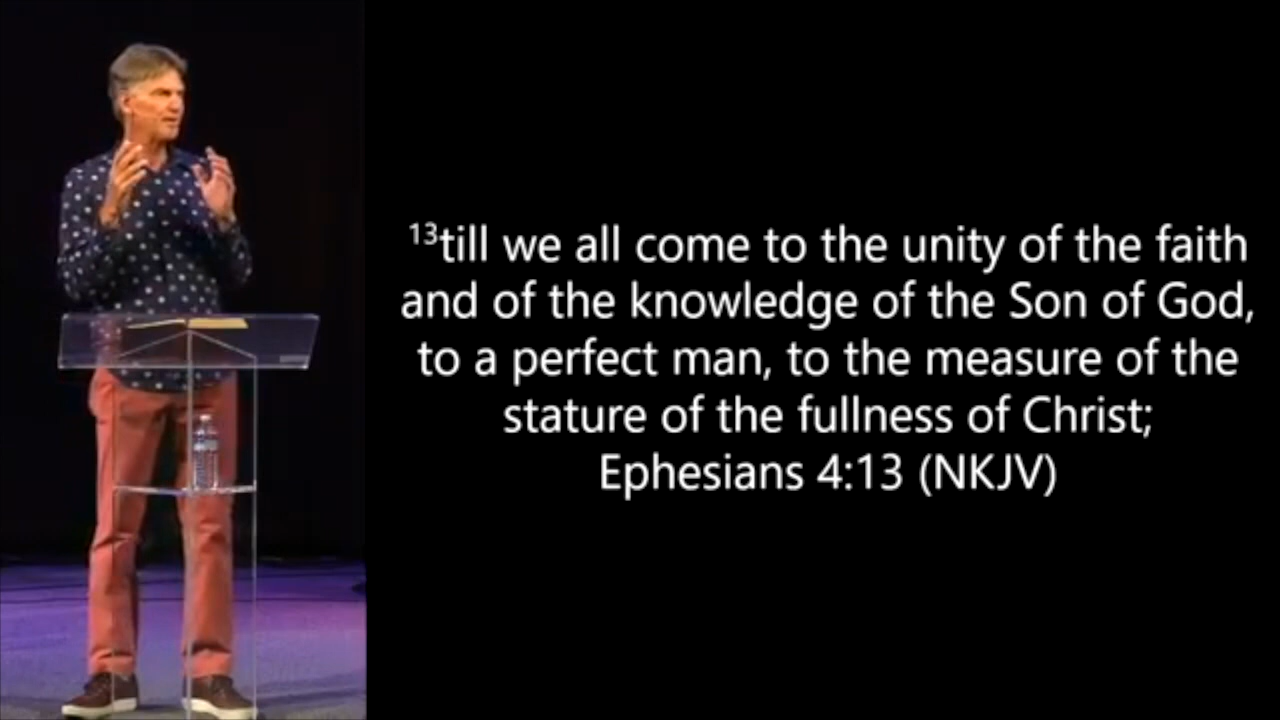 ¹³till we all come to the unity of the faith
and of the knowledge of the Son of God,
to a perfect man, to the measure of the
stature of the fullness of Christ;
Ephesians 4:13 (NKJV)